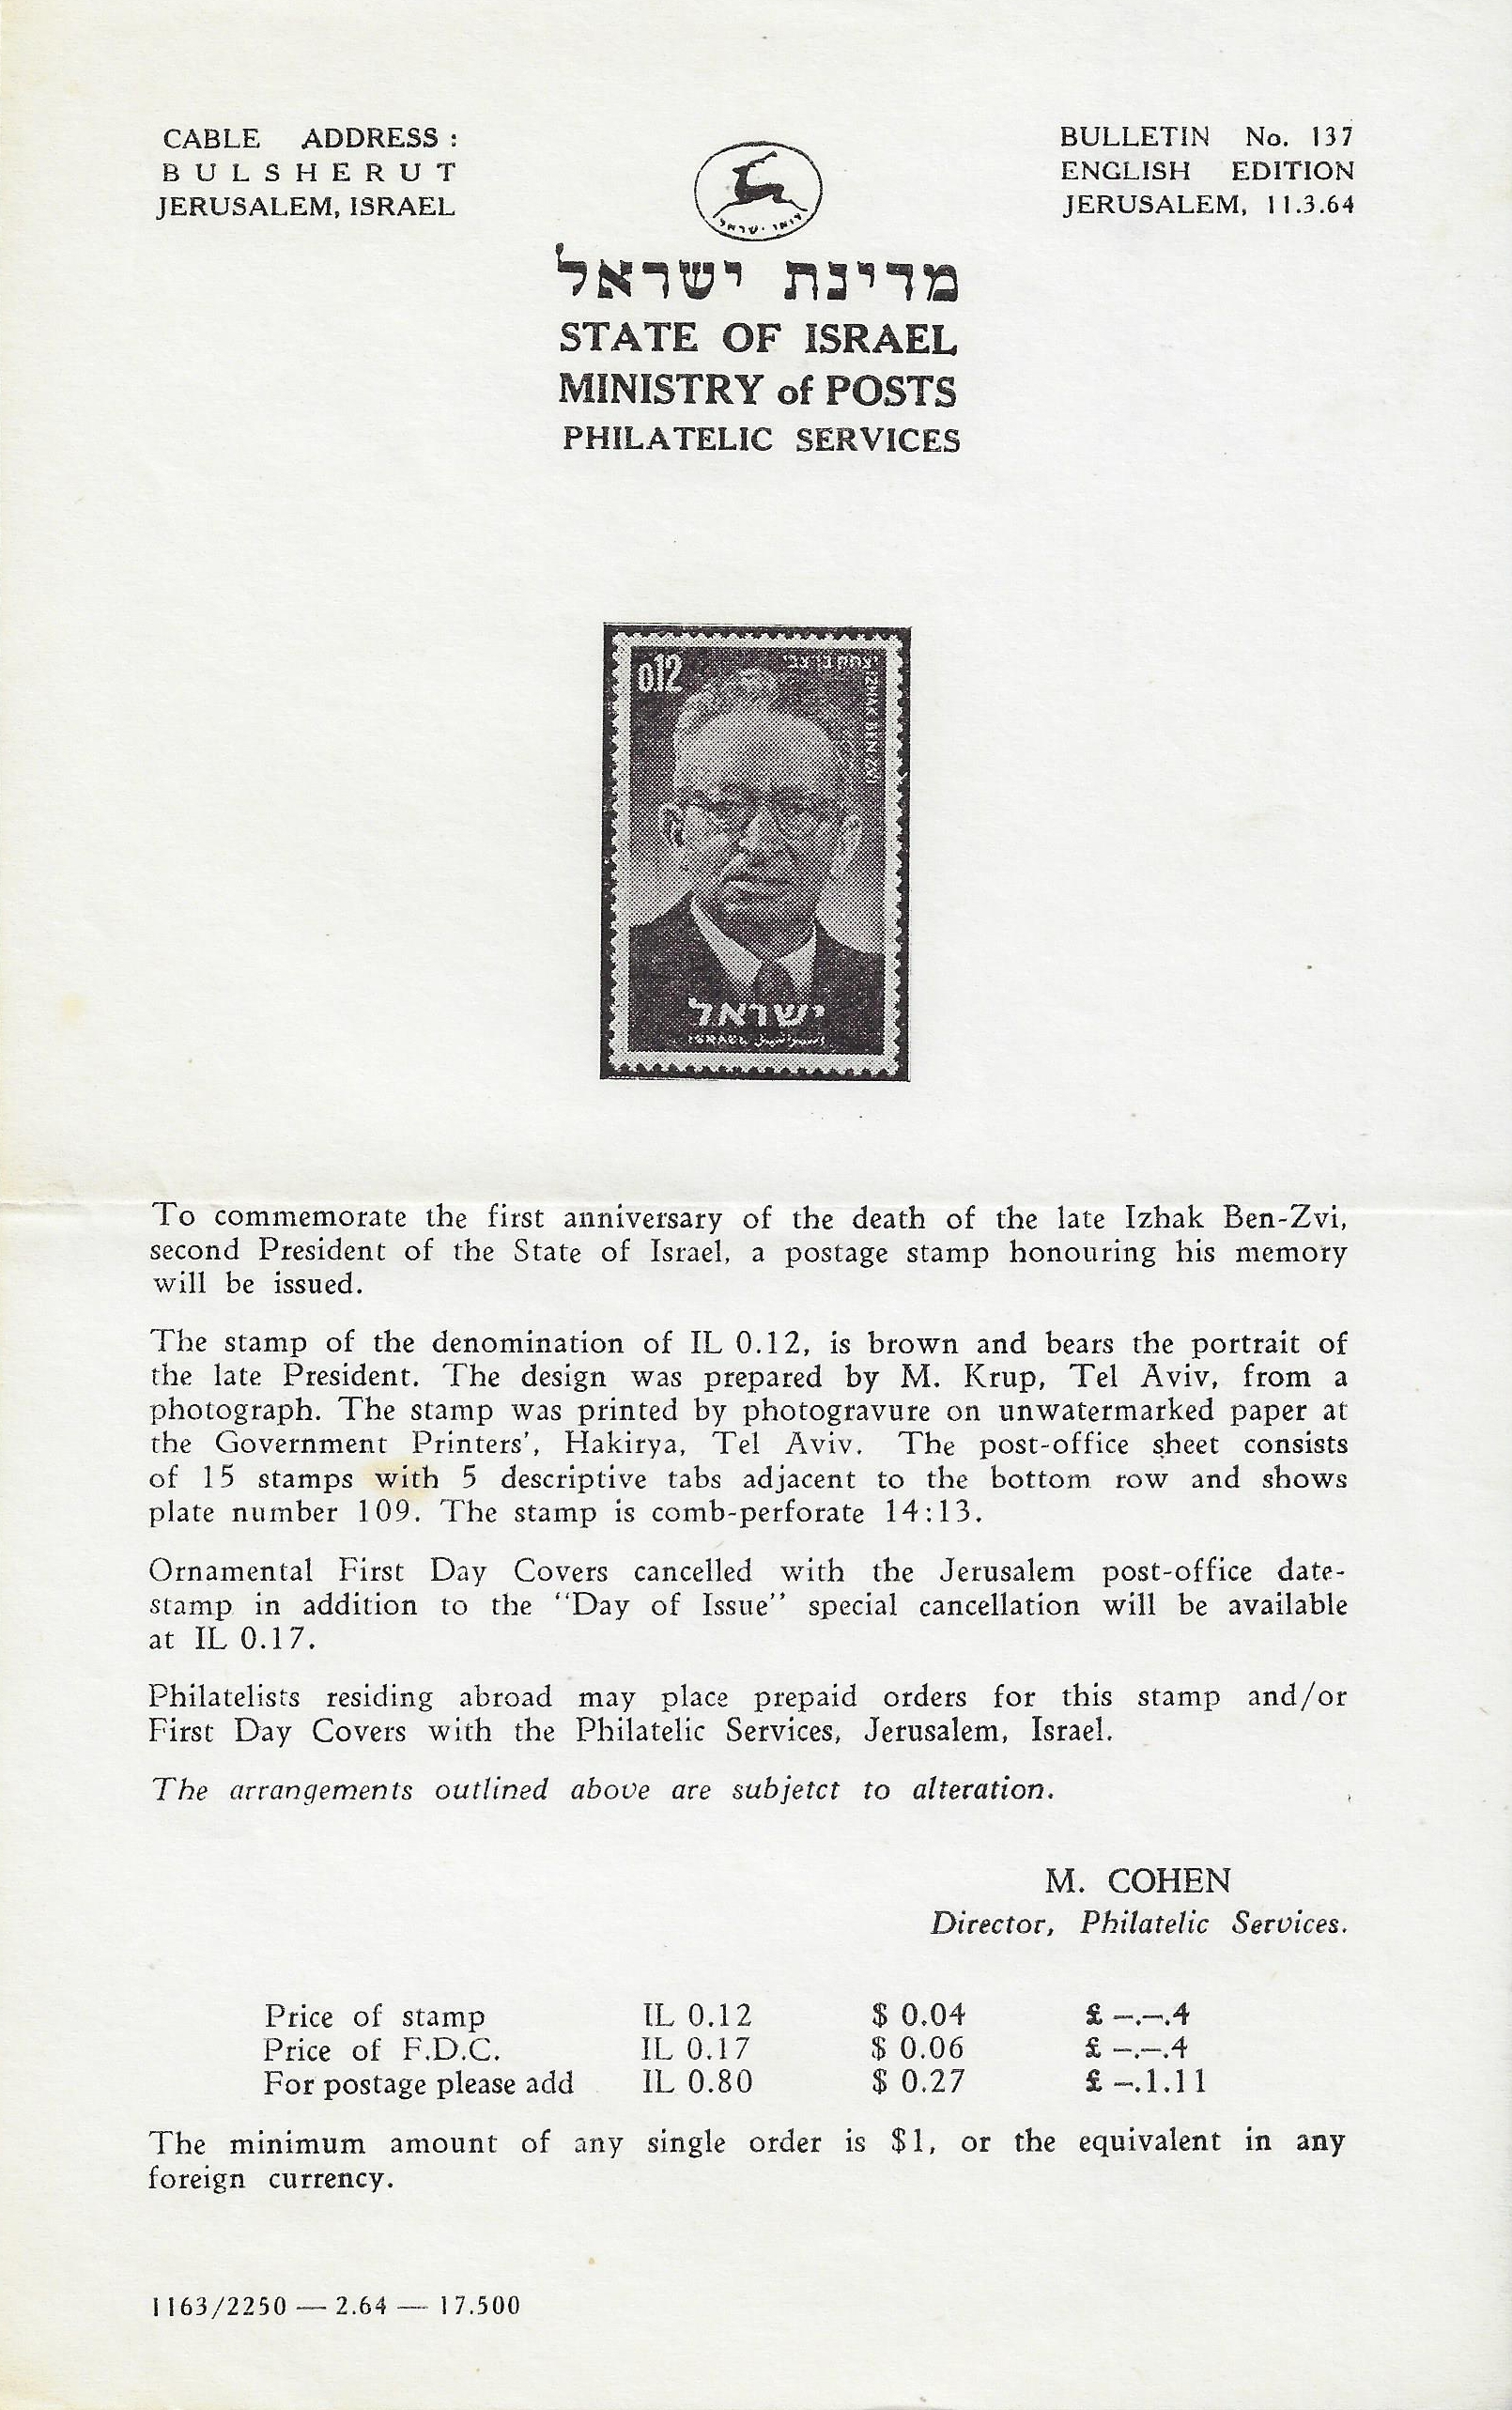 CABLE ADDRESS :
BULSHERUT
JERUSALEM, ISRAEL
BULLETIN No. 137
ENGLISH EDITION
JERUSALEM, 11.3.64
דואר ישראל
מדינת ישראל
STATE OF ISRAEL
MINISTRY of POSTS
PHILATELIC SERVICES
0.12
יצחק בן צבי
IZHAK BEN ZWI
ישראל
ISRAEL اسرائيل
To commemorate the first anniversary of the death of the late Izhak Ben-Zvi,
second President of the State of Israel, a postage stamp honouring his memory
will be issued.
The stamp of the denomination of IL 0.12, is brown and bears the portrait of
the late President. The design was prepared by M. Krup, Tel Aviv, from a
photograph. The stamp was printed by photogravure on unwatermarked paper at
the Government Printers', Hakirya, Tel Aviv. The post-office sheet consists
of 15 stamps with 5 descriptive tabs adjacent to the bottom row and shows
plate number 109. The stamp is comb-perforate 14:13.
Ornamental First Day Covers cancelled with the Jerusalem post-office date-
stamp in addition to the "Day of Issue" special cancellation will be available
at IL 0.17.
Philatelists residing abroad may place prepaid orders for this stamp and/or
First Day Covers with the Philatelic Services, Jerusalem, Israel.
The arrangements outlined above are subjetct to alteration.
M. COHEN
Director, Philatelic Services.
Price of stamp IL 0.12 $ 0.04 £ –.–.4
Price of F.D.C. IL 0.17 $ 0.06 £ –.–.4
For postage please add IL 0.80 $ 0.27 £ –.1.11
The minimum amount of any single order is $1, or the equivalent in any
foreign currency.
1163/2250 — 2.64 — 17.500